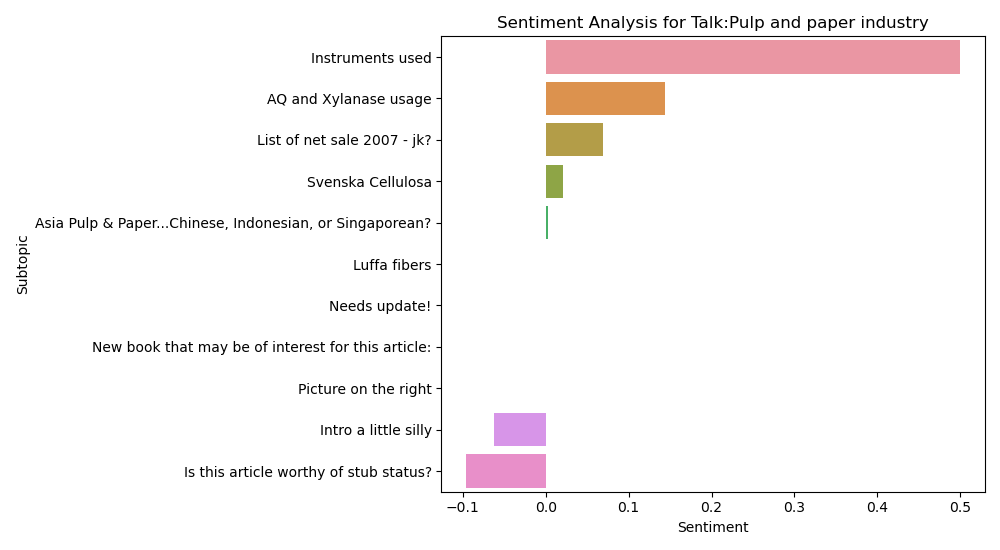 Sentiment Analysis for Talk:Pulp and paper industry
Instruments used
AQ and Xylanase usage
List of net sale 2007 - jk?
Svenska Cellulosa
Asia Pulp & Paper...Chinese, Indonesian, or Singaporean?
Luffa fibers
Needs update!
New book that may be of interest for this article:
Picture on the right
Intro a little silly
Is this article worthy of stub status?
Subtopic
−0.1 0.0 0.1 0.2 0.3 0.4 0.5
Sentiment